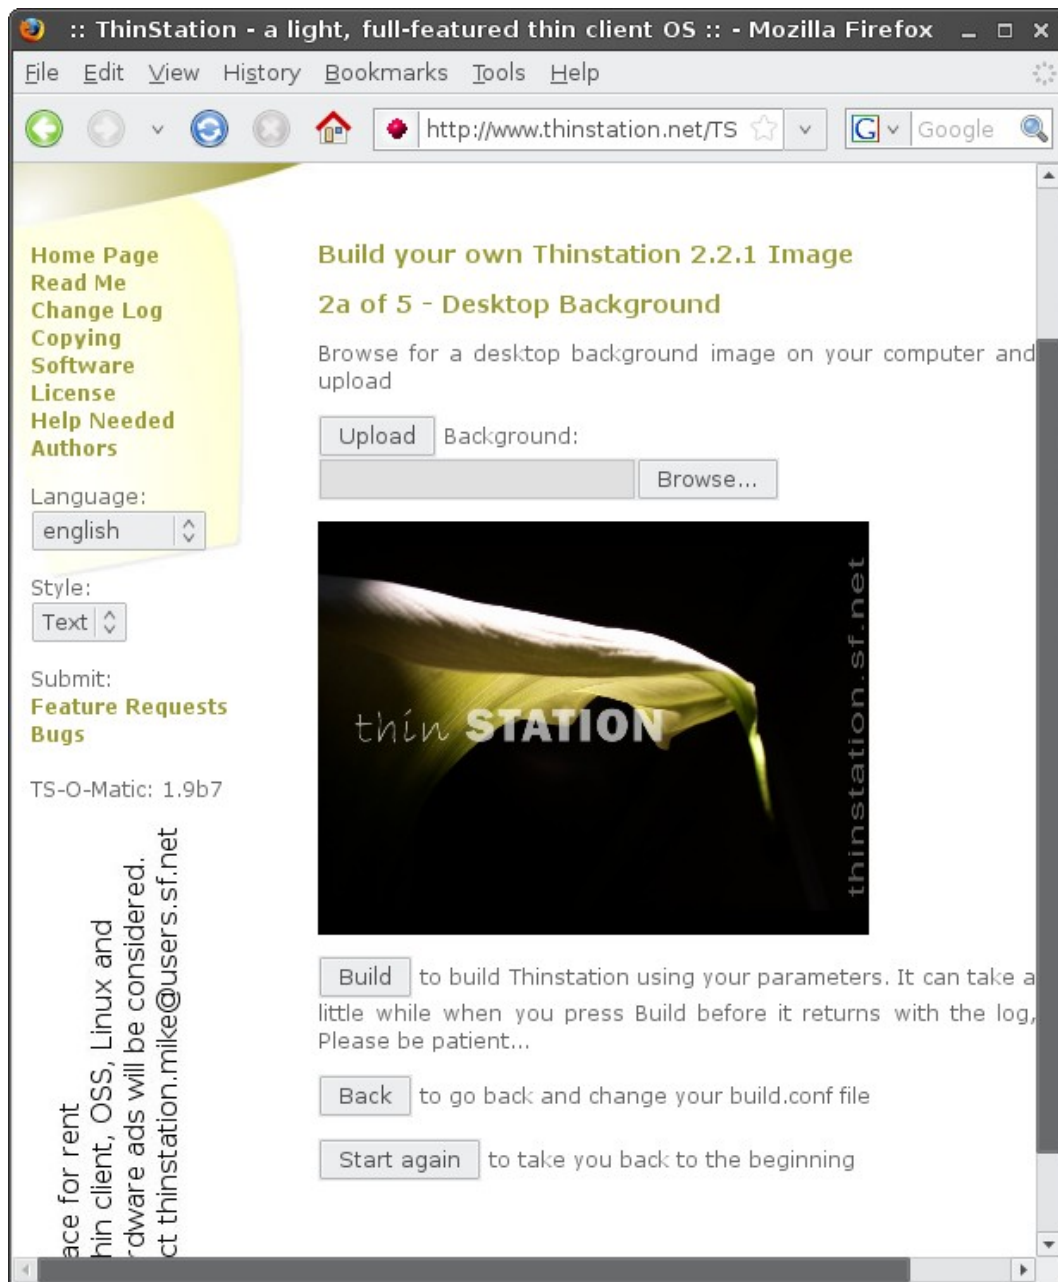 :: ThinStation - a light, full-featured thin client OS :: - Mozilla Firefox
File Edit View History Bookmarks Tools Help
http://www.thinstation.net/TS
G Google
Home Page
Read Me
Change Log
Copying
Software
License
Help Needed
Authors
Language:
english
Style:
Text
Submit:
Feature Requests
Bugs
TS-O-Matic: 1.9b7
ace for rent
hin client, OSS, Linux and
rdware ads will be considered.
ct thinstation.mike@users.sf.net
Build your own Thinstation 2.2.1 Image
2a of 5 - Desktop Background
Browse for a desktop background image on your computer and
upload
Upload Background:
Browse...
thin STATION
thinstation.sf.net
Build to build Thinstation using your parameters. It can take a
little while when you press Build before it returns with the log,
Please be patient...
Back to go back and change your build.conf file
Start again to take you back to the beginning